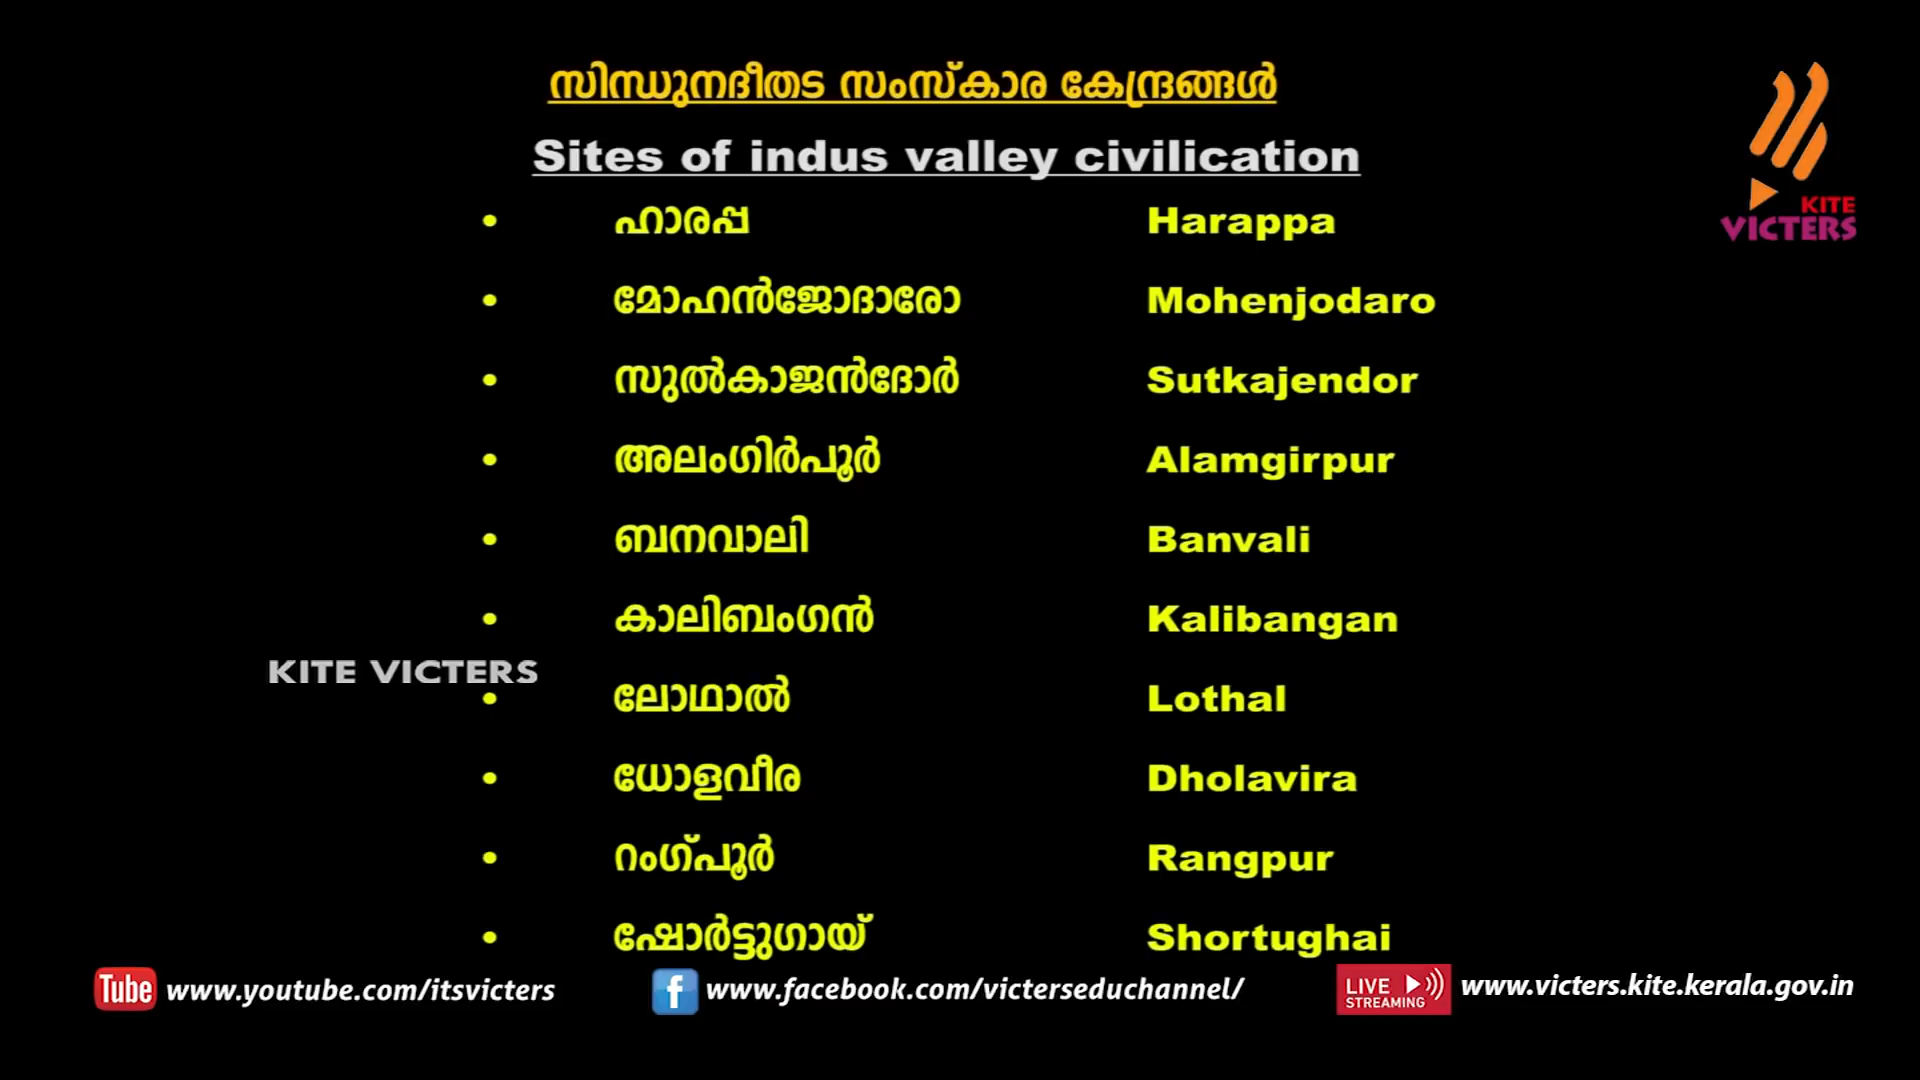 സിന്ധുനദീതട സംസ്കാര കേന്ദ്രങ്ങൾ
Sites of indus valley civilication
• ഹാരപ്പ Harappa
• മോഹൻജോദാരോ Mohenjodaro
• സുൽകാജൻദോർ Sutkajendor
• അലംഗിർപൂർ Alamgirpur
• ബനവാലി Banvali
• കാലിബംഗൻ Kalibangan
• ലോഥാൽ Lothal
• ധോളവീര Dholavira
• റംഗ്പൂർ Rangpur
• ഷോർട്ടുഗായ് Shortughai
KITE VICTERS
KITE
VICTERS
Tube www.youtube.com/itsvicters
f www.facebook.com/victerseduchannel/
LIVE STREAMING www.victers.kite.kerala.gov.in